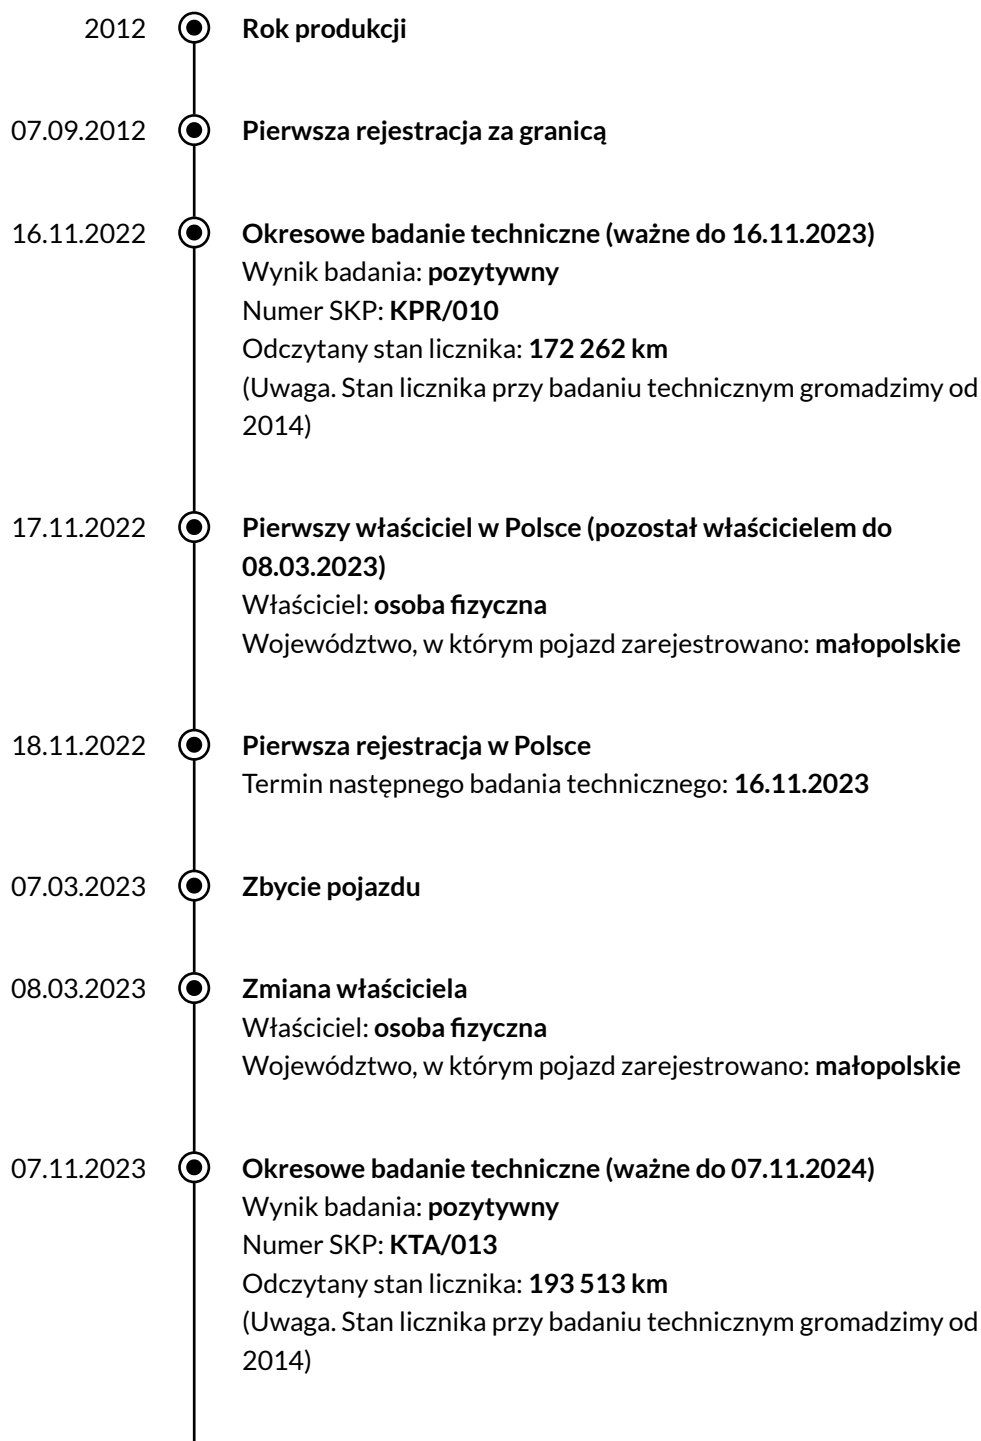 2012 Rok produkcji
07.09.2012 Pierwsza rejestracja za granicą
16.11.2022 Okresowe badanie techniczne (ważne do 16.11.2023)
Wynik badania: pozytywny
Numer SKP: KPR/010
Odczytany stan licznika: 172 262 km
(Uwaga. Stan licznika przy badaniu technicznym gromadzimy od
2014)
17.11.2022 Pierwszy właściciel w Polsce (pozostał właścicielem do
08.03.2023)
Właściciel: osoba fizyczna
Województwo, w którym pojazd zarejestrowano: małopolskie
18.11.2022 Pierwsza rejestracja w Polsce
Termin następnego badania technicznego: 16.11.2023
07.03.2023 Zbycie pojazdu
08.03.2023 Zmiana właściciela
Właściciel: osoba fizyczna
Województwo, w którym pojazd zarejestrowano: małopolskie
07.11.2023 Okresowe badanie techniczne (ważne do 07.11.2024)
Wynik badania: pozytywny
Numer SKP: KTA/013
Odczytany stan licznika: 193 513 km
(Uwaga. Stan licznika przy badaniu technicznym gromadzimy od
2014)